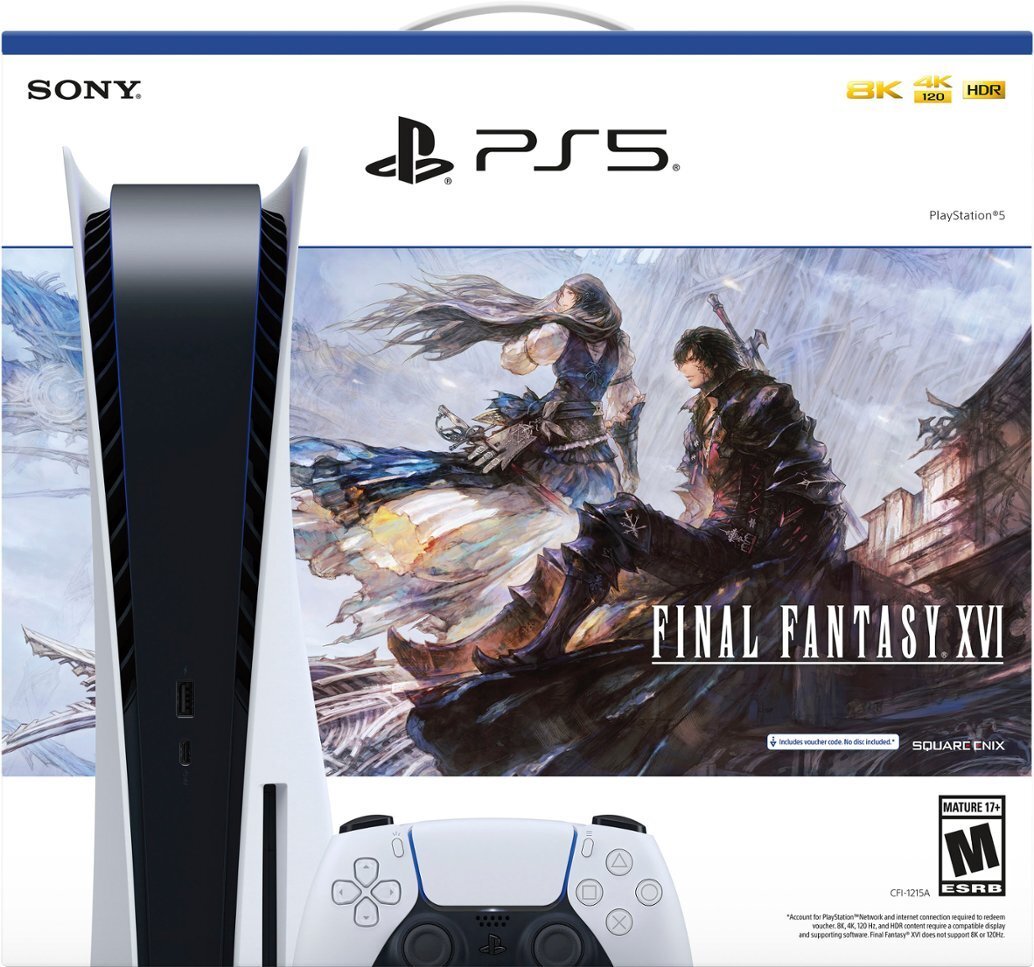 SONY®
8K 4K 120 HDR
PS5®
PlayStation®5
FINAL FANTASY® XVI
Includes voucher code. No disc included.*
SQUARE ENIX
MATURE 17+
M
ESRB
CFI-1215A
*Account for PlayStation™Network and internet connection required to redeem
voucher. 8K, 4K, 120 Hz, and HDR content require a compatible display
and supporting software. Final Fantasy® XVI does not support 8K or 120Hz.